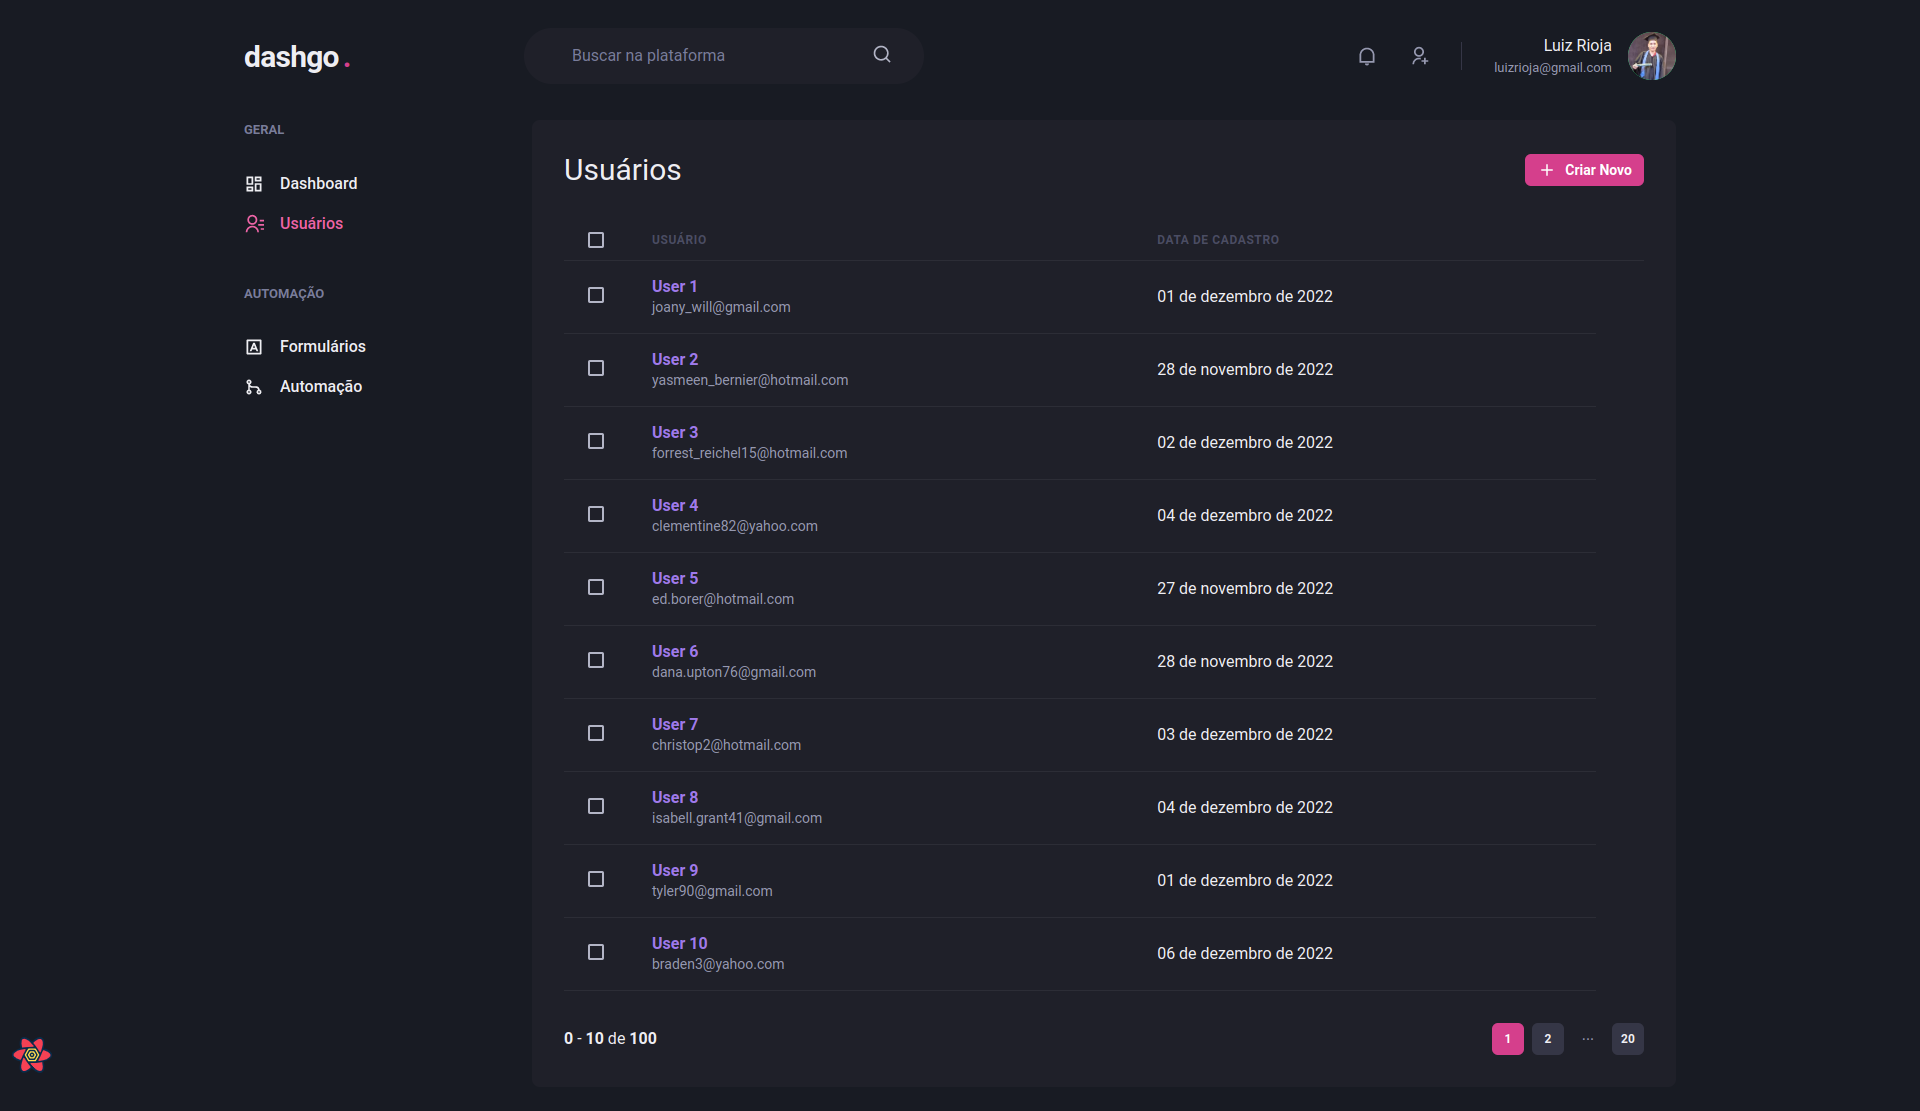 dashgo.
Buscar na plataforma
Luiz Rioja
luizrioja@gmail.com
GERAL
Dashboard
Usuários
AUTOMAÇÃO
Formulários
Automação
Usuários
Criar Novo
USUÁRIO DATA DE CADASTRO
User 1
joany_will@gmail.com
01 de dezembro de 2022
User 2
yasmeen_bernier@hotmail.com
28 de novembro de 2022
User 3
forrest_reichel15@hotmail.com
02 de dezembro de 2022
User 4
clementine82@yahoo.com
04 de dezembro de 2022
User 5
ed.borer@hotmail.com
27 de novembro de 2022
User 6
dana.upton76@gmail.com
28 de novembro de 2022
User 7
christop2@hotmail.com
03 de dezembro de 2022
User 8
isabell.grant41@gmail.com
04 de dezembro de 2022
User 9
tyler90@gmail.com
01 de dezembro de 2022
User 10
braden3@yahoo.com
06 de dezembro de 2022
0 - 10 de 100
1 2 ... 20